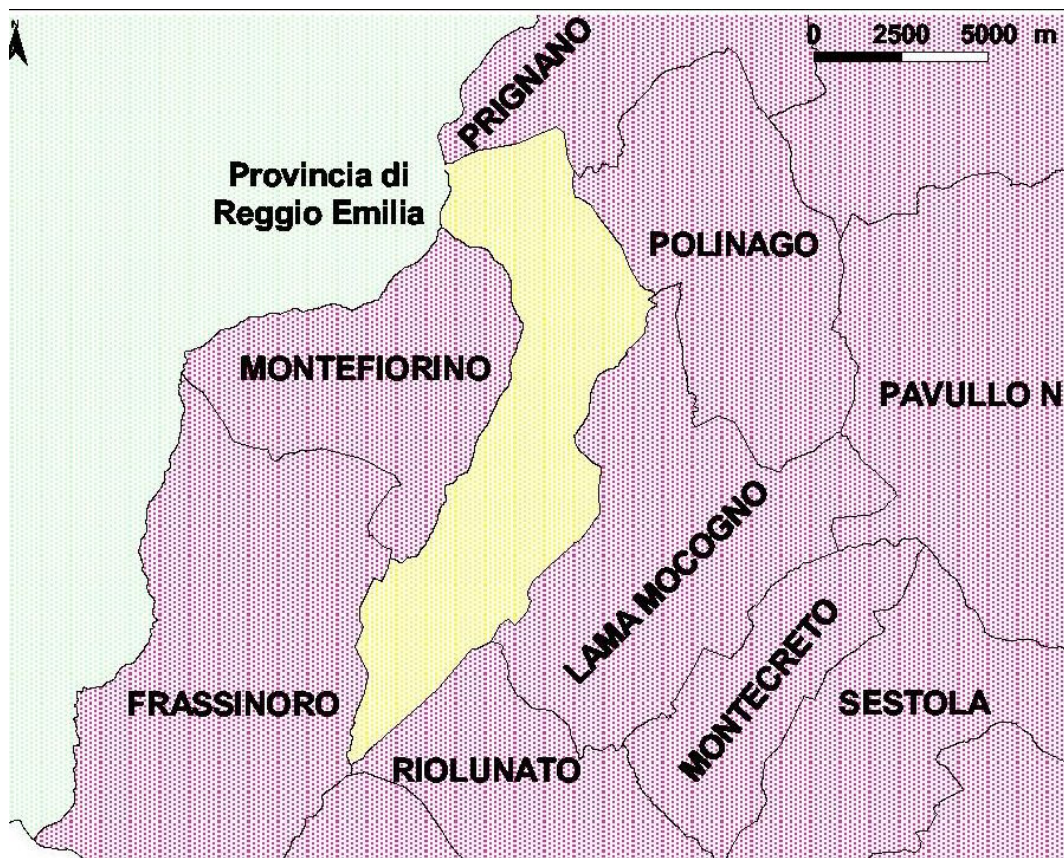 N
0 2500 5000 m
PRIGNANO
Provincia di
Reggio Emilia
POLINAGO
MONTEFIORINO
PAVULLO N
LAMA MOCOGNO
FRASSINORO
MONTECRETO
SESTOLA
RIOLUNATO